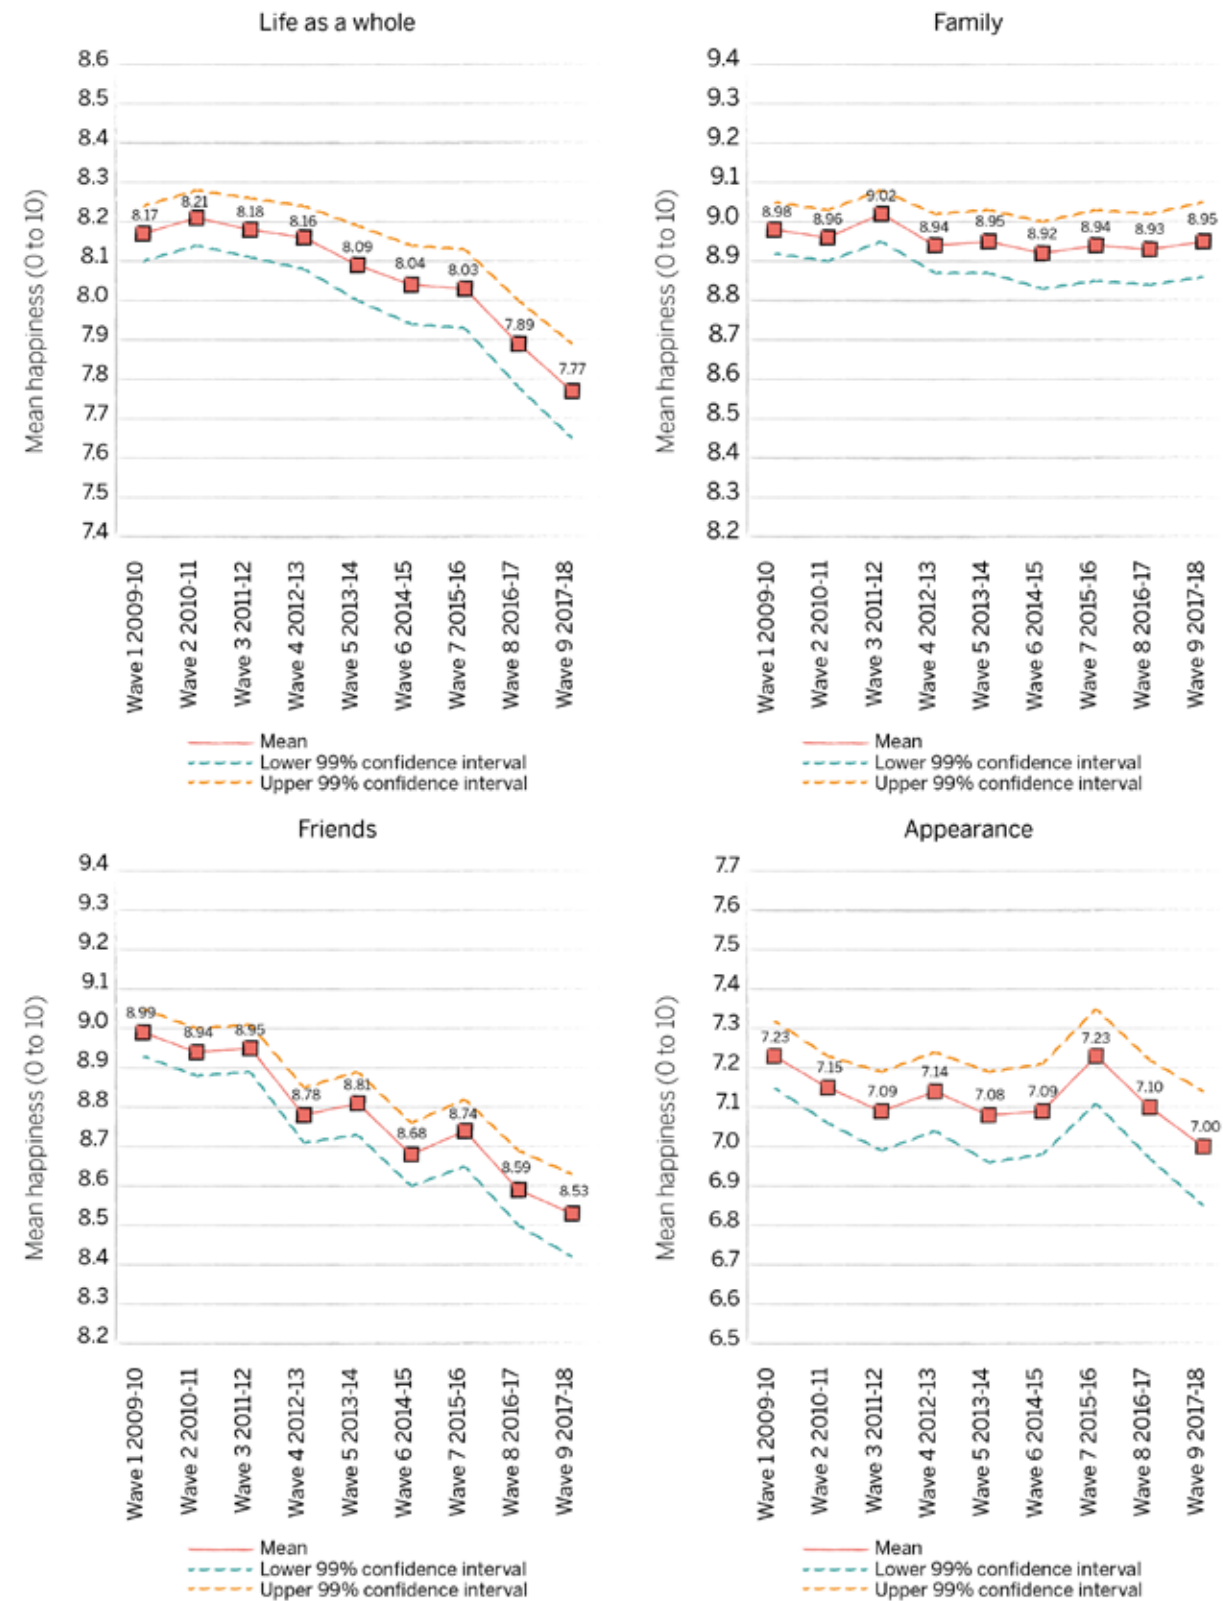 Life as a whole
Mean happiness (0 to 10)
8.6
8.5
8.4
8.3
8.2
8.1
8.0
7.9
7.8
7.7
7.6
7.5
7.4
8.17
8.21
8.18
8.16
8.09
8.04
8.03
7.89
7.77
Wave 1 2009-10
Wave 2 2010-11
Wave 3 2011-12
Wave 4 2012-13
Wave 5 2013-14
Wave 6 2014-15
Wave 7 2015-16
Wave 8 2016-17
Wave 9 2017-18
Mean
Lower 99% confidence interval
Upper 99% confidence interval
Family
Mean happiness (0 to 10)
9.4
9.3
9.2
9.1
9.0
8.9
8.8
8.7
8.6
8.5
8.4
8.3
8.2
8.98
8.96
9.02
8.94
8.95
8.92
8.94
8.93
8.95
Wave 1 2009-10
Wave 2 2010-11
Wave 3 2011-12
Wave 4 2012-13
Wave 5 2013-14
Wave 6 2014-15
Wave 7 2015-16
Wave 8 2016-17
Wave 9 2017-18
Mean
Lower 99% confidence interval
Upper 99% confidence interval
Friends
Mean happiness (0 to 10)
9.4
9.3
9.2
9.1
9.0
8.9
8.8
8.7
8.6
8.5
8.4
8.3
8.2
8.99
8.94
8.95
8.78
8.81
8.68
8.74
8.59
8.53
Wave 1 2009-10
Wave 2 2010-11
Wave 3 2011-12
Wave 4 2012-13
Wave 5 2013-14
Wave 6 2014-15
Wave 7 2015-16
Wave 8 2016-17
Wave 9 2017-18
Mean
Lower 99% confidence interval
Upper 99% confidence interval
Appearance
Mean happiness (0 to 10)
7.7
7.6
7.5
7.4
7.3
7.2
7.1
7.0
6.9
6.8
6.7
6.6
6.5
7.23
7.15
7.09
7.14
7.08
7.09
7.23
7.10
7.00
Wave 1 2009-10
Wave 2 2010-11
Wave 3 2011-12
Wave 4 2012-13
Wave 5 2013-14
Wave 6 2014-15
Wave 7 2015-16
Wave 8 2016-17
Wave 9 2017-18
Mean
Lower 99% confidence interval
Upper 99% confidence interval